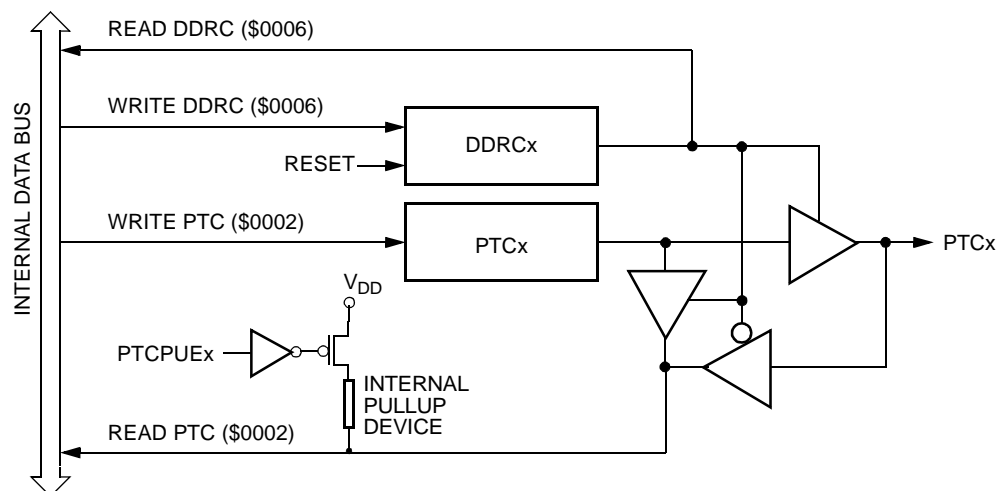 READ DDRC ($0006)
WRITE DDRC ($0006)
DDRCx
RESET
INTERNAL DATA BUS
WRITE PTC ($0002)
PTCx
PTCx
VDD
PTCPUEx
INTERNAL
PULLUP
DEVICE
READ PTC ($0002)